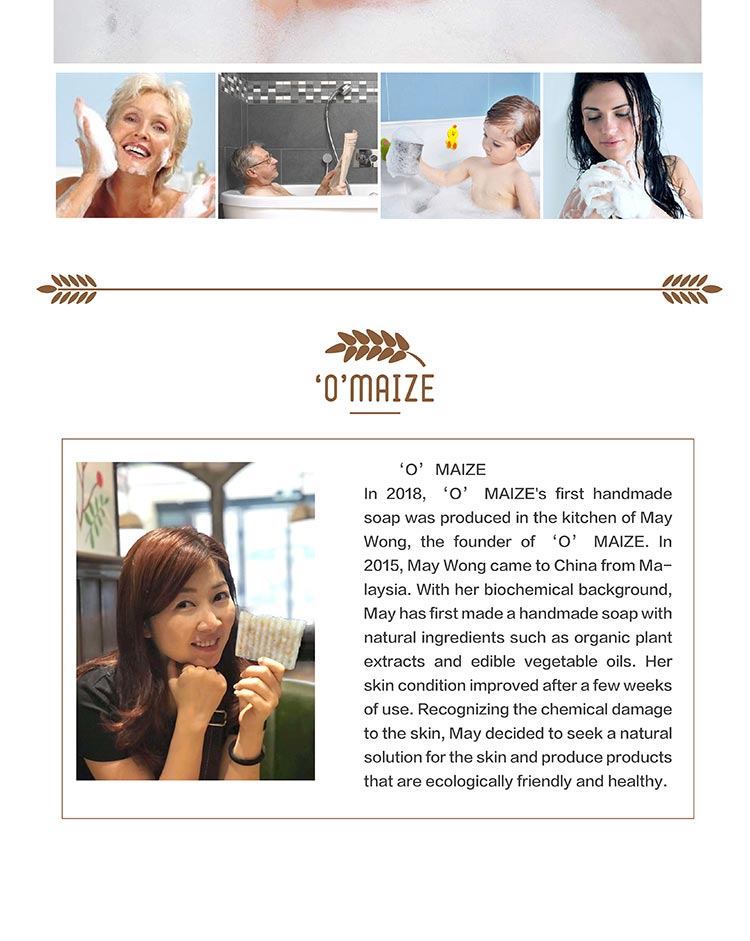 ‘O’MAIZE
‘O’ MAIZE
In 2018, ‘O’ MAIZE's first handmade
soap was produced in the kitchen of May
Wong, the founder of ‘O’ MAIZE. In
2015, May Wong came to China from Ma-
laysia. With her biochemical background,
May has first made a handmade soap with
natural ingredients such as organic plant
extracts and edible vegetable oils. Her
skin condition improved after a few weeks
of use. Recognizing the chemical damage
to the skin, May decided to seek a natural
solution for the skin and produce products
that are ecologically friendly and healthy.